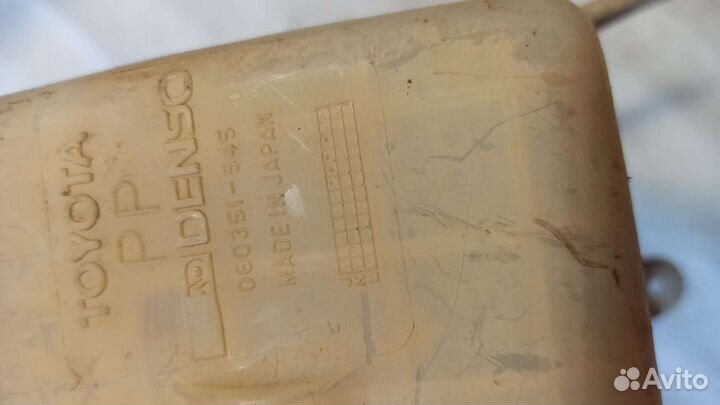 TOYOTA
PP
DENSO
060351-545
MADE IN JAPAN
J
K
L
Avito